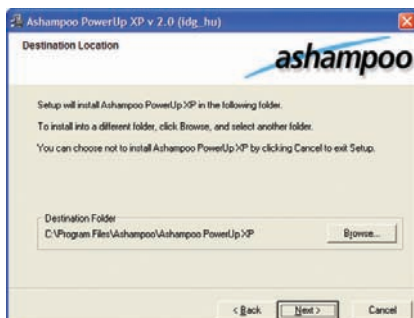 Ashampoo PowerUp XP v 2.0 (idg_hu)
Destination Location
ashampoo
Setup will install Ashampoo PowerUp XP in the following folder.
To install into a different folder, click Browse, and select another folder.
You can choose not to install Ashampoo PowerUp XP by clicking Cancel to exit Setup.
Destination Folder
C:\Program Files\Ashampoo\Ashampoo PowerUp XP
Browse...
< Back
Next >
Cancel